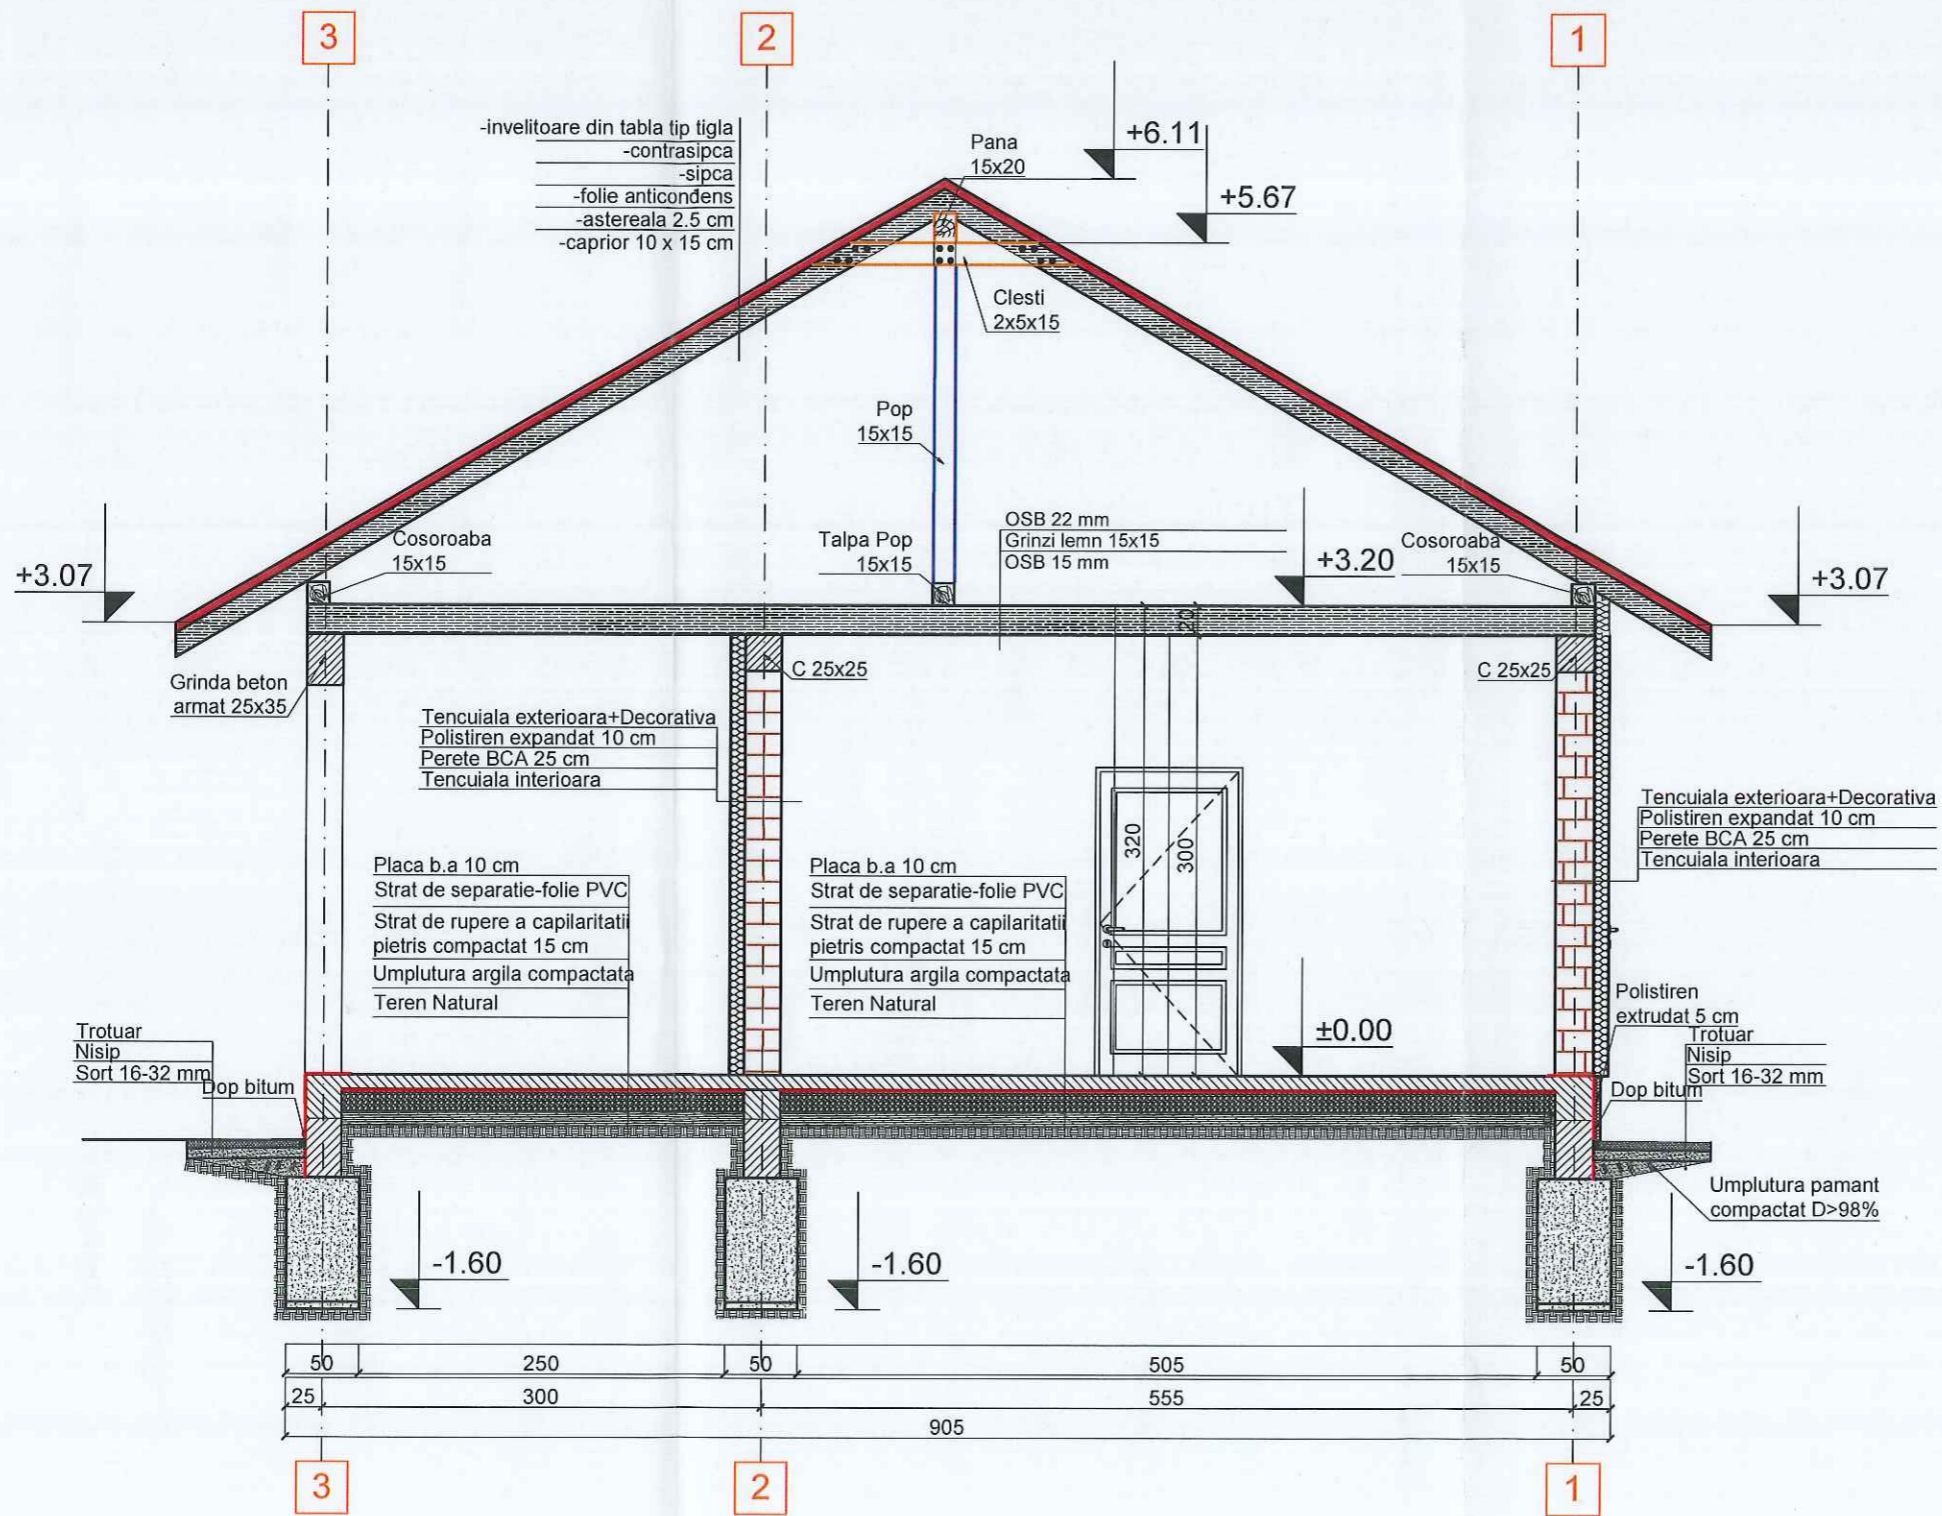 3
2
1
-invelitoare din tabla tip tigla
-contrasipca
-sipca
-folie anticondens
-astereala 2.5 cm
-caprior 10 x 15 cm
Pana
15x20
+6.11
+5.67
Clesti
2x5x15
Pop
15x15
+3.07
Cosoroaba
15x15
Talpa Pop
15x15
OSB 22 mm
Grinzi lemn 15x15
OSB 15 mm
+3.20
Cosoroaba
15x15
+3.07
20
Grinda beton
armat 25x35
C 25x25
C 25x25
Tencuiala exterioara+Decorativa
Polistiren expandat 10 cm
Perete BCA 25 cm
Tencuiala interioara
320
300
Tencuiala exterioara+Decorativa
Polistiren expandat 10 cm
Perete BCA 25 cm
Tencuiala interioara
Placa b.a 10 cm
Strat de separatie-folie PVC
Strat de rupere a capilaritatii
pietris compactat 15 cm
Umplutura argila compactata
Teren Natural
Placa b.a 10 cm
Strat de separatie-folie PVC
Strat de rupere a capilaritatii
pietris compactat 15 cm
Umplutura argila compactata
Teren Natural
±0.00
Polistiren
extrudat 5 cm
Trotuar
Nisip
Sort 16-32 mm
Dop bitum
Trotuar
Nisip
Sort 16-32 mm
Dop bitum
Umplutura pamant
compactat D>98%
-1.60
-1.60
-1.60
50 250 50 505 50
25 300 555 25
905
3
2
1